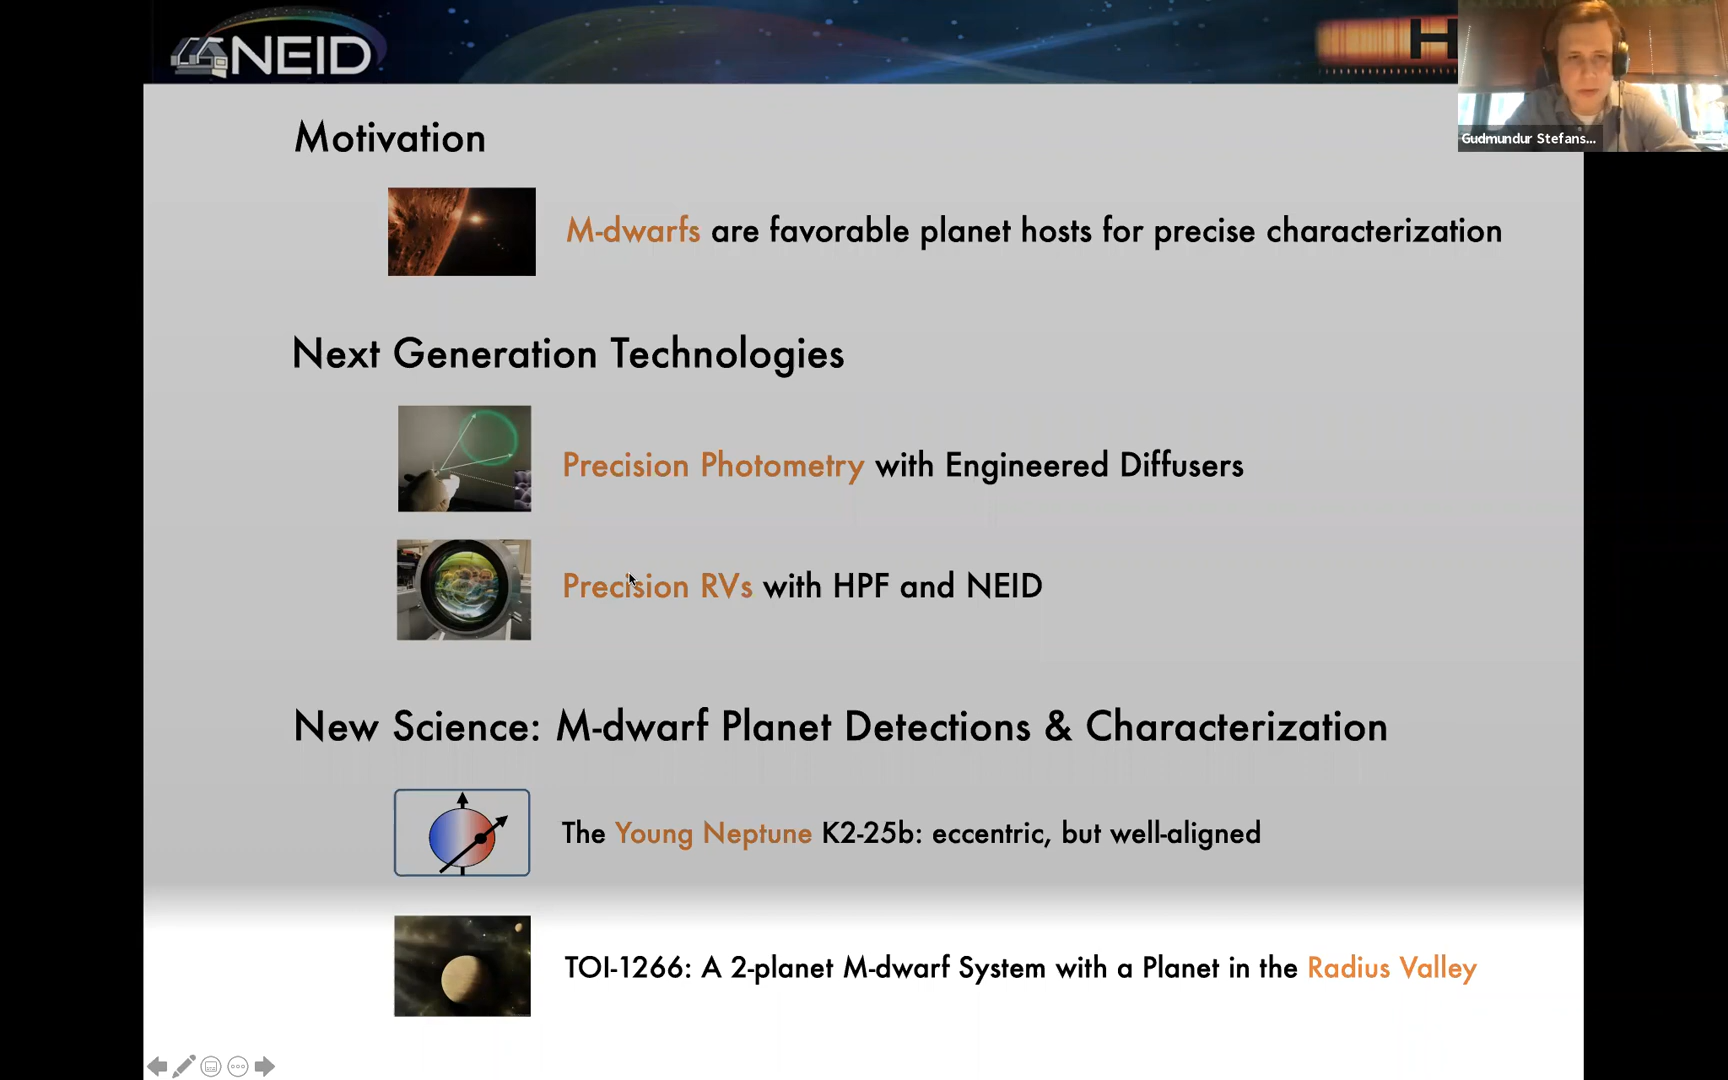 NEID
H
Gudmundur Stefans...
Motivation
M-dwarfs are favorable planet hosts for precise characterization
Next Generation Technologies
Precision Photometry with Engineered Diffusers
Precision RVs with HPF and NEID
New Science: M-dwarf Planet Detections & Characterization
The Young Neptune K2-25b: eccentric, but well-aligned
TOI-1266: A 2-planet M-dwarf System with a Planet in the Radius Valley